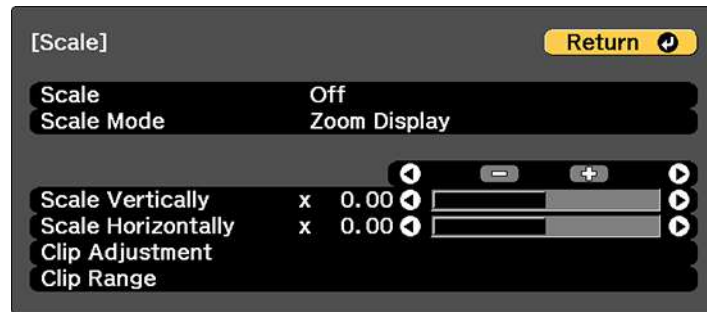 [Scale] Return
Scale Off
Scale Mode Zoom Display
− +
Scale Vertically x 0.00
Scale Horizontally x 0.00
Clip Adjustment
Clip Range